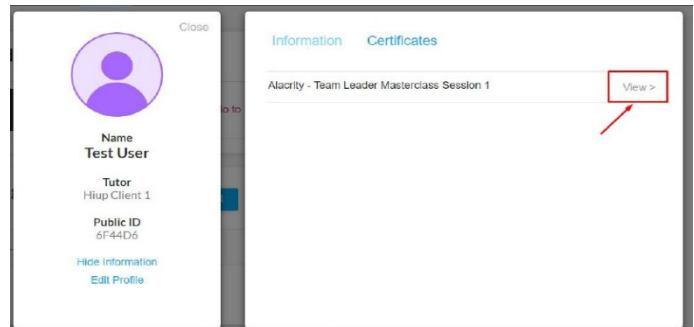 Close
Name
Test User
Tutor
Hiup Client 1
Public ID
6F44D6
Hide Information
Edit Profile
Information Certificates
Alacrity - Team Leader Masterclass Session 1 View >
to